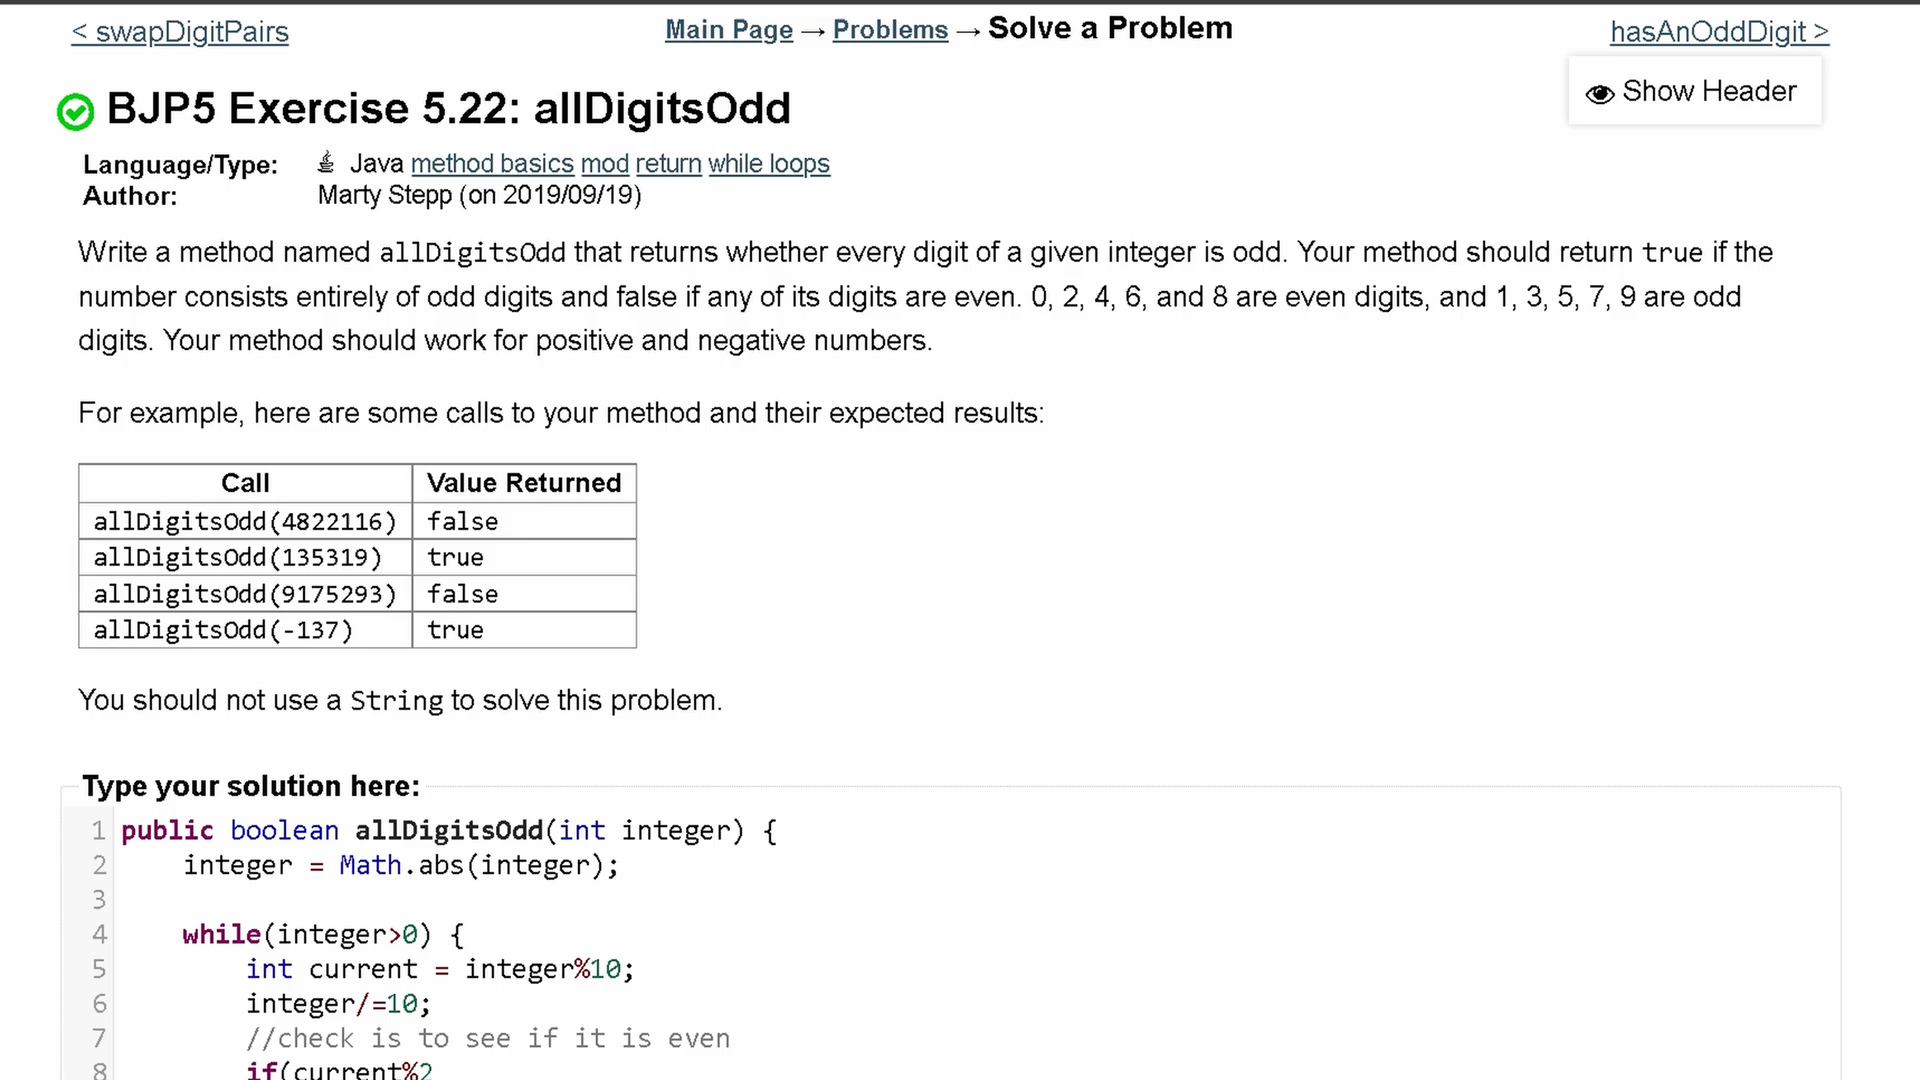 < swapDigitPairs
Main Page → Problems → Solve a Problem
hasAnOddDigit >
Show Header
BJP5 Exercise 5.22: allDigitsOdd
Language/Type: Java method basics mod return while loops
Author: Marty Stepp (on 2019/09/19)
Write a method named allDigitsOdd that returns whether every digit of a given integer is odd. Your method should return true if the
number consists entirely of odd digits and false if any of its digits are even. 0, 2, 4, 6, and 8 are even digits, and 1, 3, 5, 7, 9 are odd
digits. Your method should work for positive and negative numbers.
For example, here are some calls to your method and their expected results:
Call Value Returned
allDigitsOdd(4822116) false
allDigitsOdd(135319) true
allDigitsOdd(9175293) false
allDigitsOdd(-137) true
You should not use a String to solve this problem.
Type your solution here:
1 public boolean allDigitsOdd(int integer) {
2 integer = Math.abs(integer);
3
4 while(integer>0) {
5 int current = integer%10;
6 integer/=10;
7 //check is to see if it is even
8 if(current%2